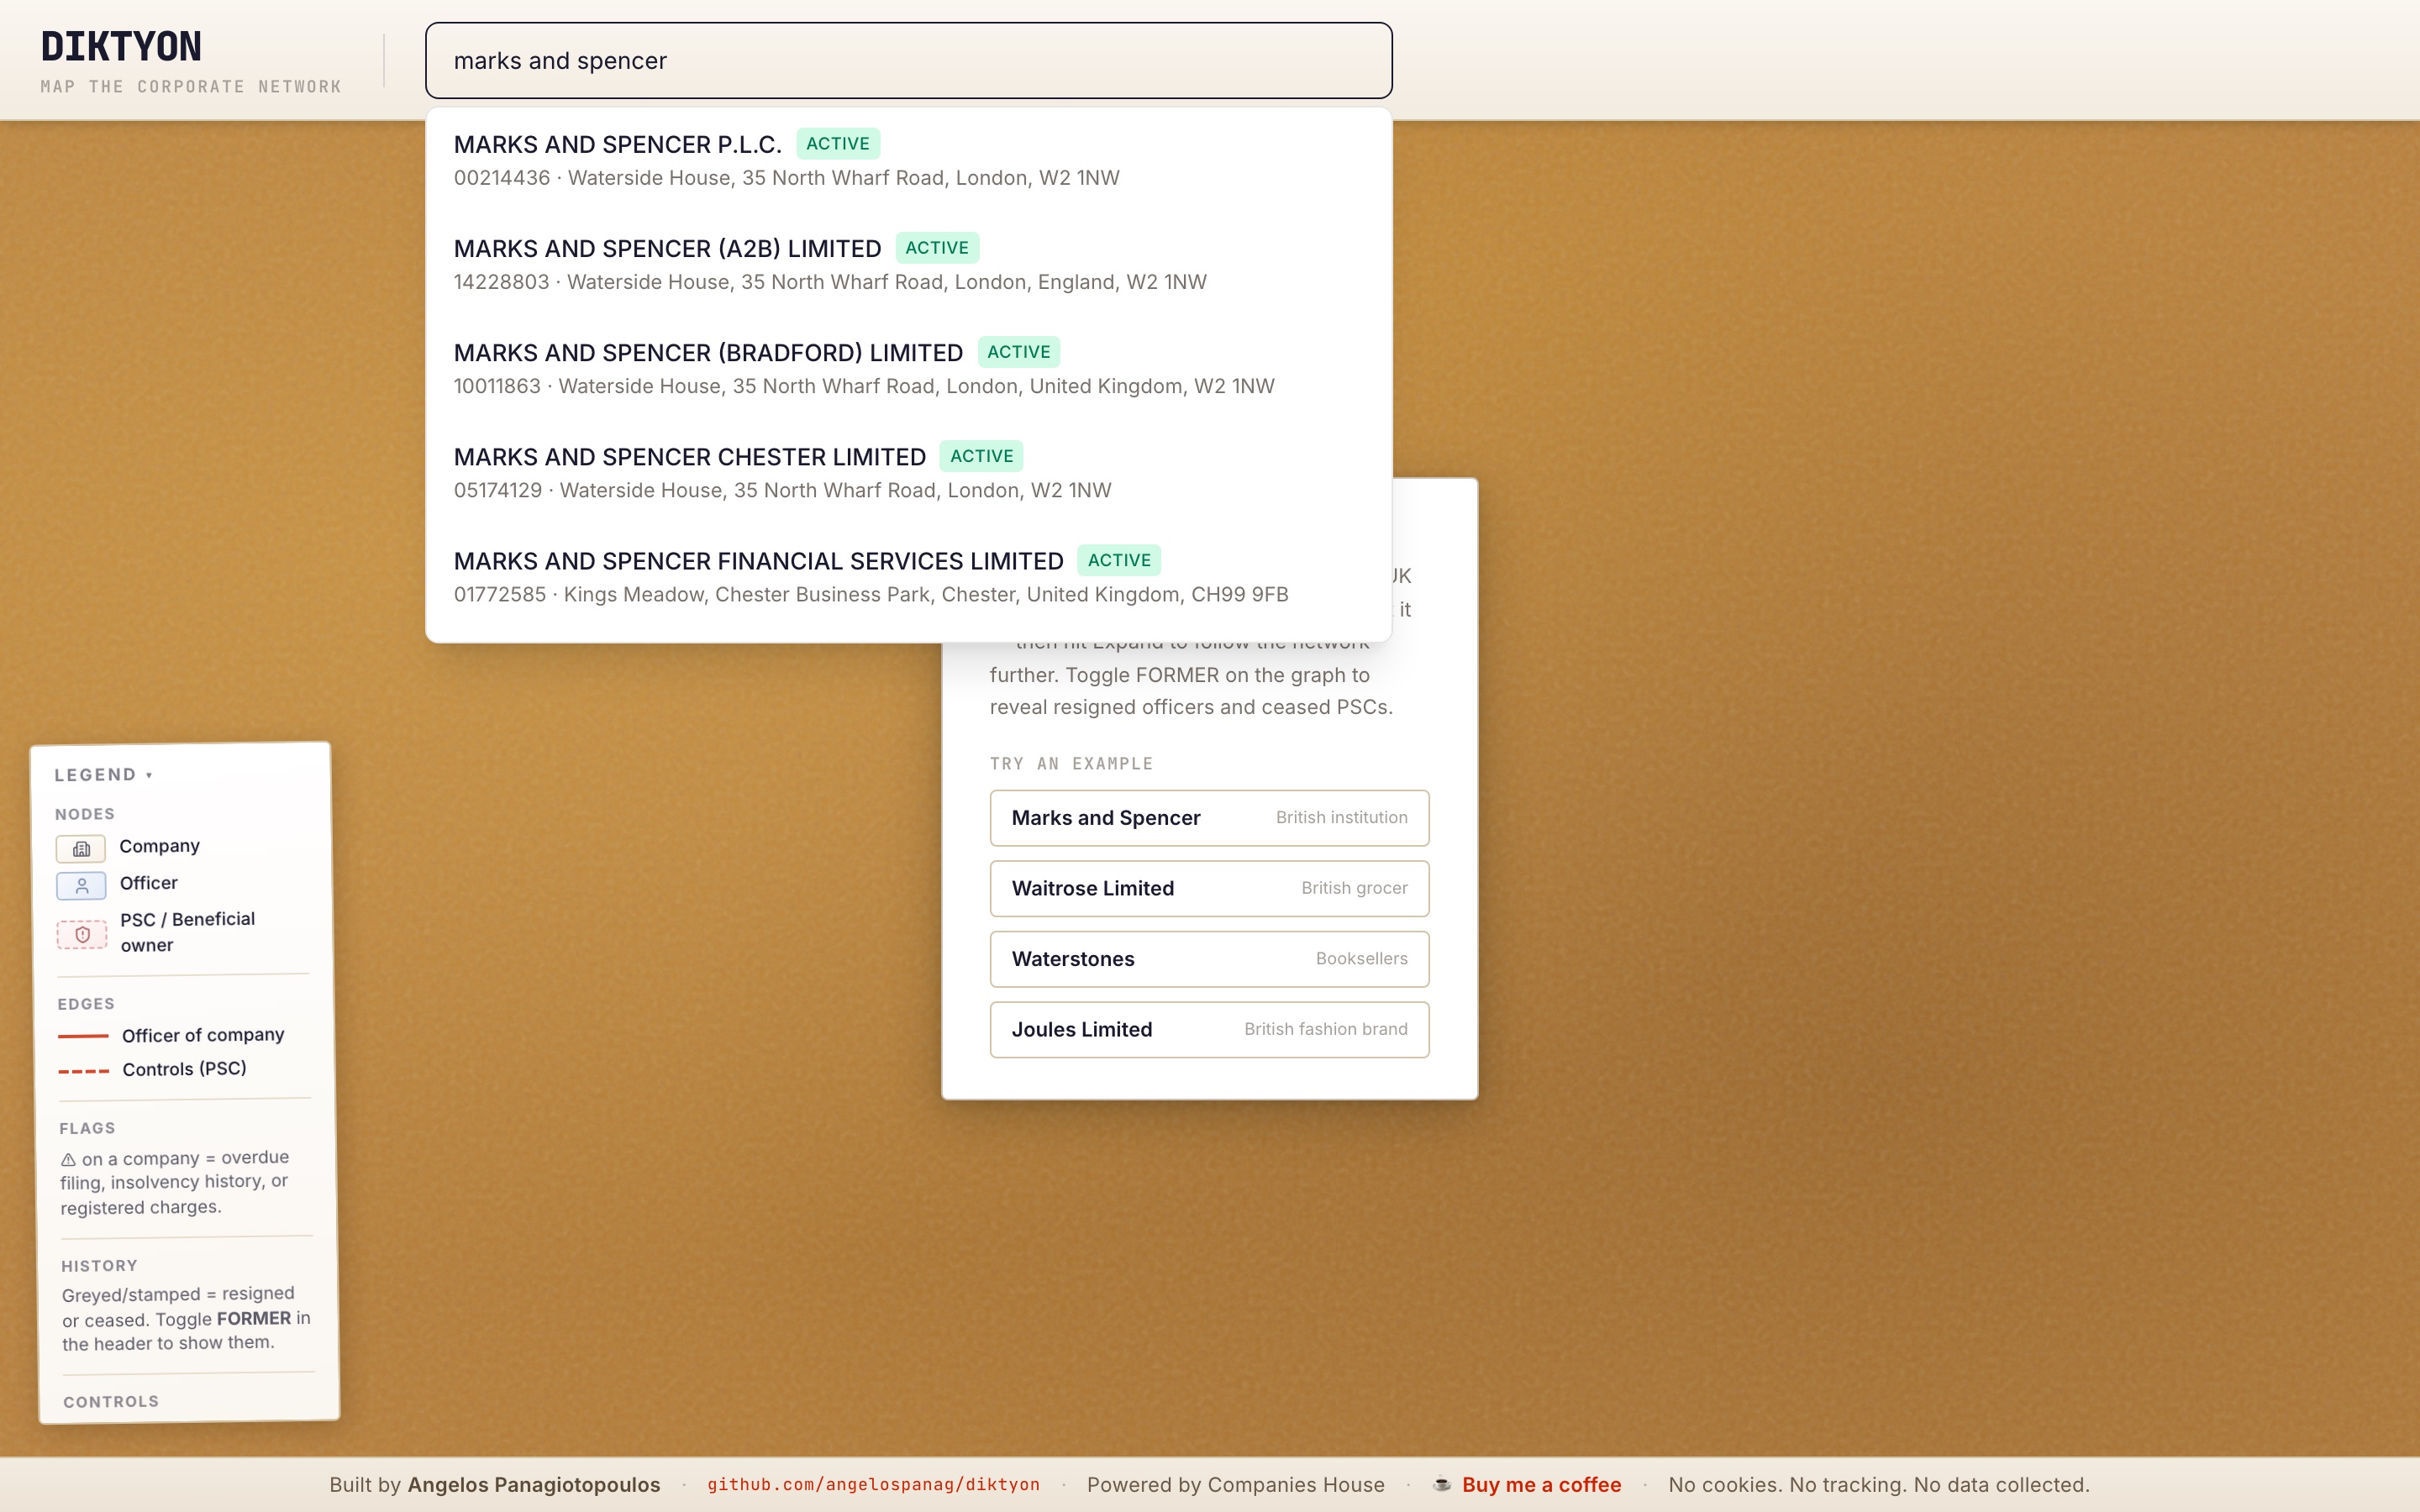 DIKTYON
MAP THE CORPORATE NETWORK
marks and spencer
MARKS AND SPENCER P.L.C. ACTIVE
00214436 · Waterside House, 35 North Wharf Road, London, W2 1NW
MARKS AND SPENCER (A2B) LIMITED ACTIVE
14228803 · Waterside House, 35 North Wharf Road, London, England, W2 1NW
MARKS AND SPENCER (BRADFORD) LIMITED ACTIVE
10011863 · Waterside House, 35 North Wharf Road, London, United Kingdom, W2 1NW
MARKS AND SPENCER CHESTER LIMITED ACTIVE
05174129 · Waterside House, 35 North Wharf Road, London, W2 1NW
MARKS AND SPENCER FINANCIAL SERVICES LIMITED ACTIVE
01772585 · Kings Meadow, Chester Business Park, Chester, United Kingdom, CH99 9FB
UK
it
then hit Expand to follow the network
further. Toggle FORMER on the graph to
reveal resigned officers and ceased PSCs.
TRY AN EXAMPLE
Marks and Spencer British institution
Waitrose Limited British grocer
Waterstones Booksellers
Joules Limited British fashion brand
LEGEND ▾
NODES
Company
Officer
PSC / Beneficial
owner
EDGES
Officer of company
Controls (PSC)
FLAGS
⚠ on a company = overdue
filing, insolvency history, or
registered charges.
HISTORY
Greyed/stamped = resigned
or ceased. Toggle FORMER in
the header to show them.
CONTROLS
Built by Angelos Panagiotopoulos · github.com/angelospanag/diktyon · Powered by Companies House · ☕ Buy me a coffee · No cookies. No tracking. No data collected.